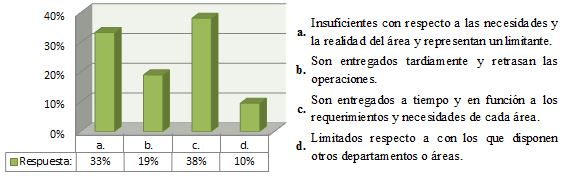 40%
30%
20%
10%
0%
a. b. c. d.
Respuesta: 33% 19% 38% 10%
a. Insuficientes con respecto a las necesidades y
la realidad del área y representan un limitante.
b. Son entregados tardíamente y retrasan las
operaciones.
c. Son entregados a tiempo y en función a los
requerimientos y necesidades de cada área.
d. Limitados respecto a con los que disponen
otros departamentos o áreas.